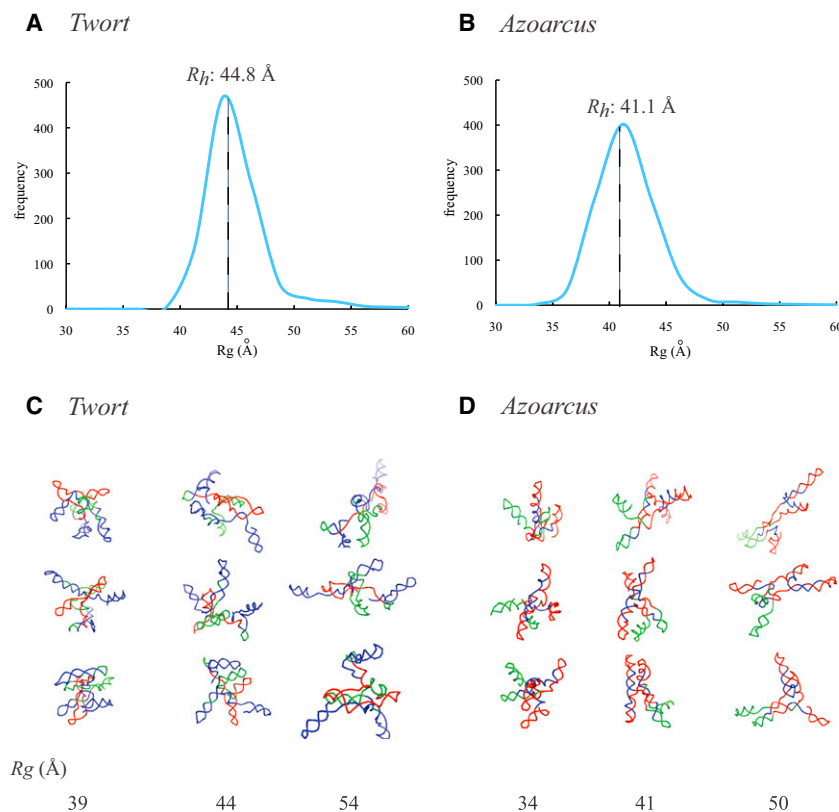 A Twort
Rh: 44.8 Å
500
400
300
200
100
0
frequency
30 40 45 50 55 60
Rg (Å)
B Azoarcus
Rh: 41.1 Å
500
400
300
200
100
0
frequency
30 35 40 45 50 55 60
Rg (Å)
C Twort
D Azoarcus
Rg (Å)
39 44 54 34 41 50